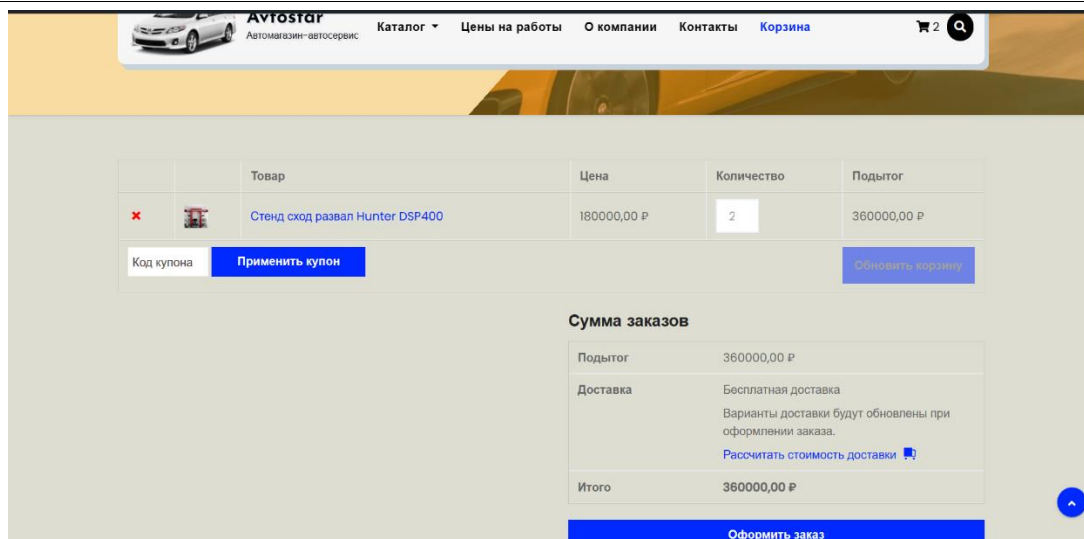 Avtostar
Автомагазин-автосервис
Каталог Цены на работы О компании Контакты Корзина 2
Товар Цена Количество Подытог
Стенд сход развал Hunter DSP400 180000,00 ₽ 2 360000,00 ₽
Код купона Применить купон Обновить корзину
Сумма заказов
Подытог 360000,00 ₽
Доставка Бесплатная доставка
Варианты доставки будут обновлены при
оформлении заказа.
Рассчитать стоимость доставки
Итого 360000,00 ₽
Оформить заказ